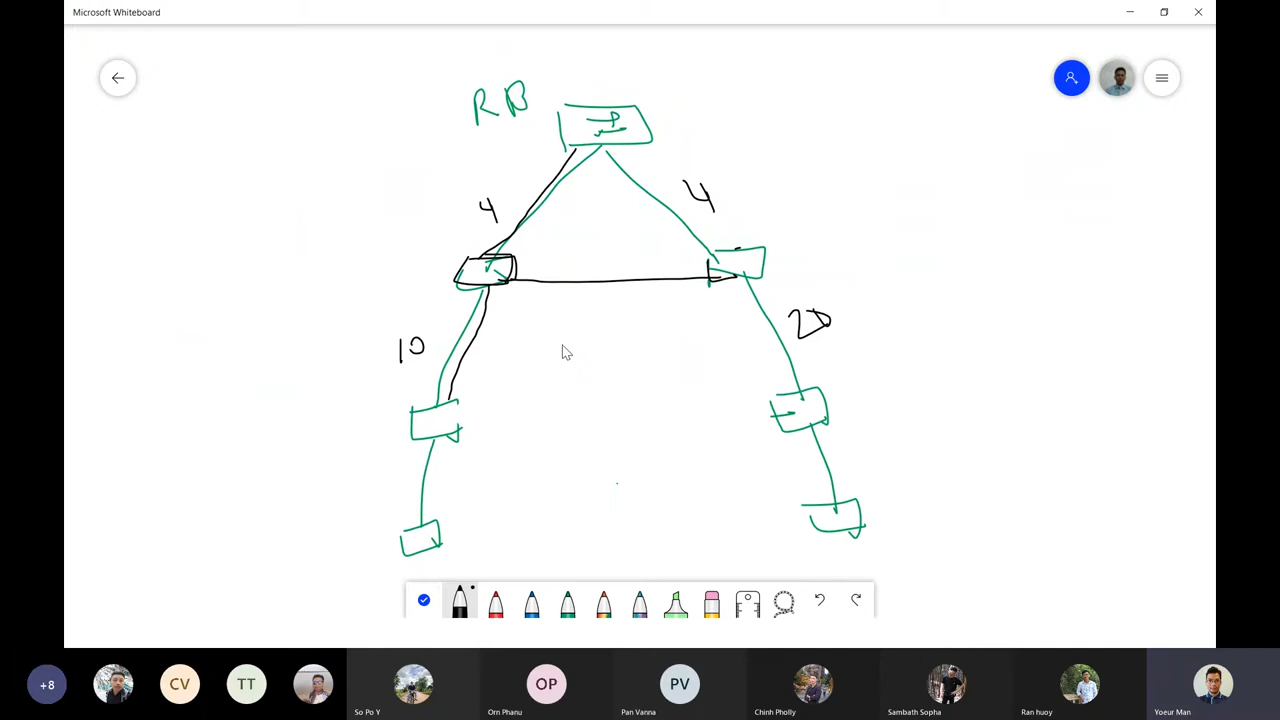 Microsoft Whiteboard
RB
4
4
10
20
+8
CV
TT
OP
PV
So Po Y
Orn Phanu
Pan Vanna
Chinh Pholly
Sambath Sopha
Ran huoy
Yoeur Man